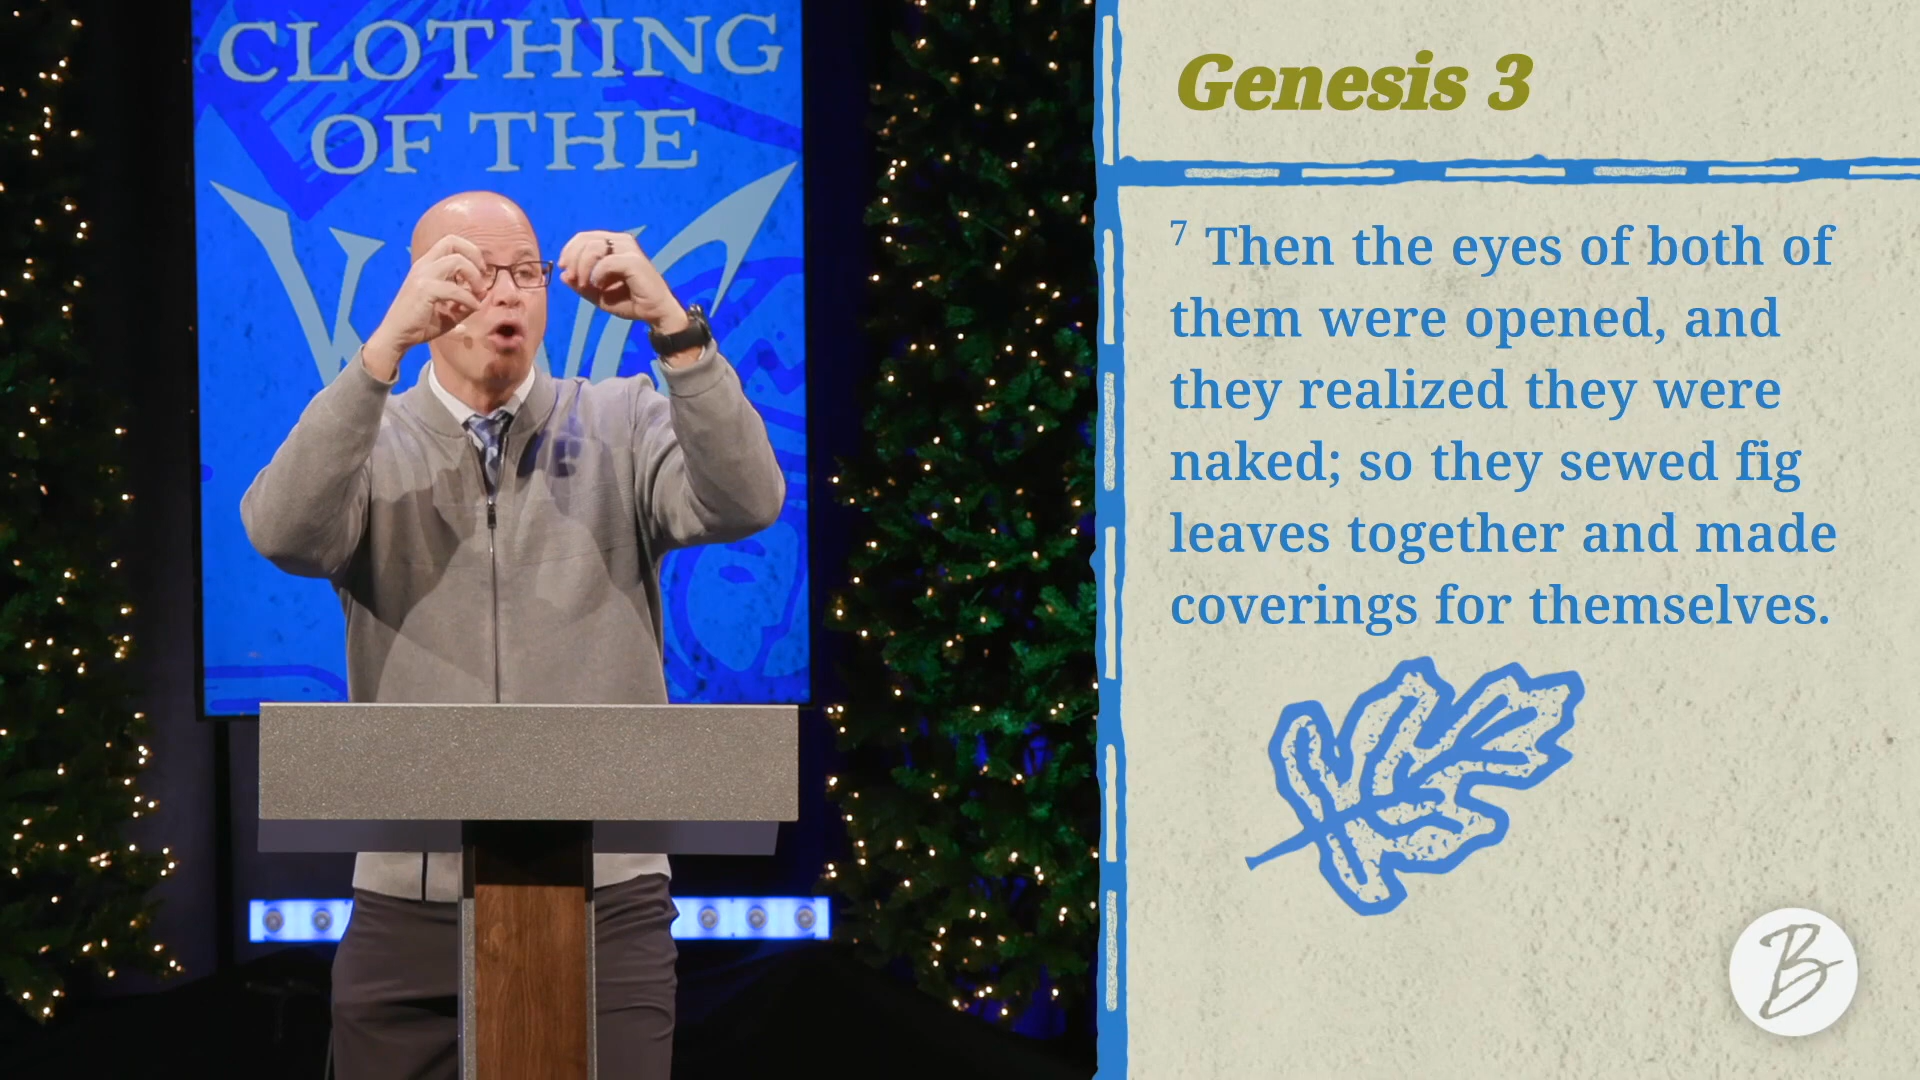 CLOTHING
OF THE
Genesis 3
7 Then the eyes of both of
them were opened, and
they realized they were
naked; so they sewed fig
leaves together and made
coverings for themselves.
B